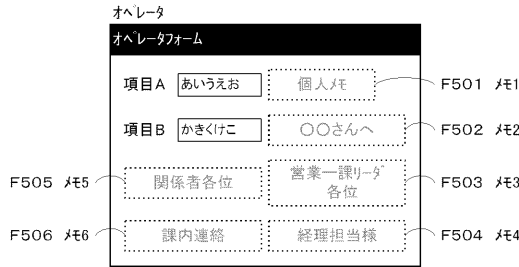 オペレータ
オペレータフォーム
項目A あいうえお 個人メモ F501 メモ1
項目B かきくけこ 〇〇さんへ F502 メモ2
F505 メモ5 関係者各位 営業一課リーダ
各位 F503 メモ3
F506 メモ6 課内連絡 経理担当様 F504 メモ4